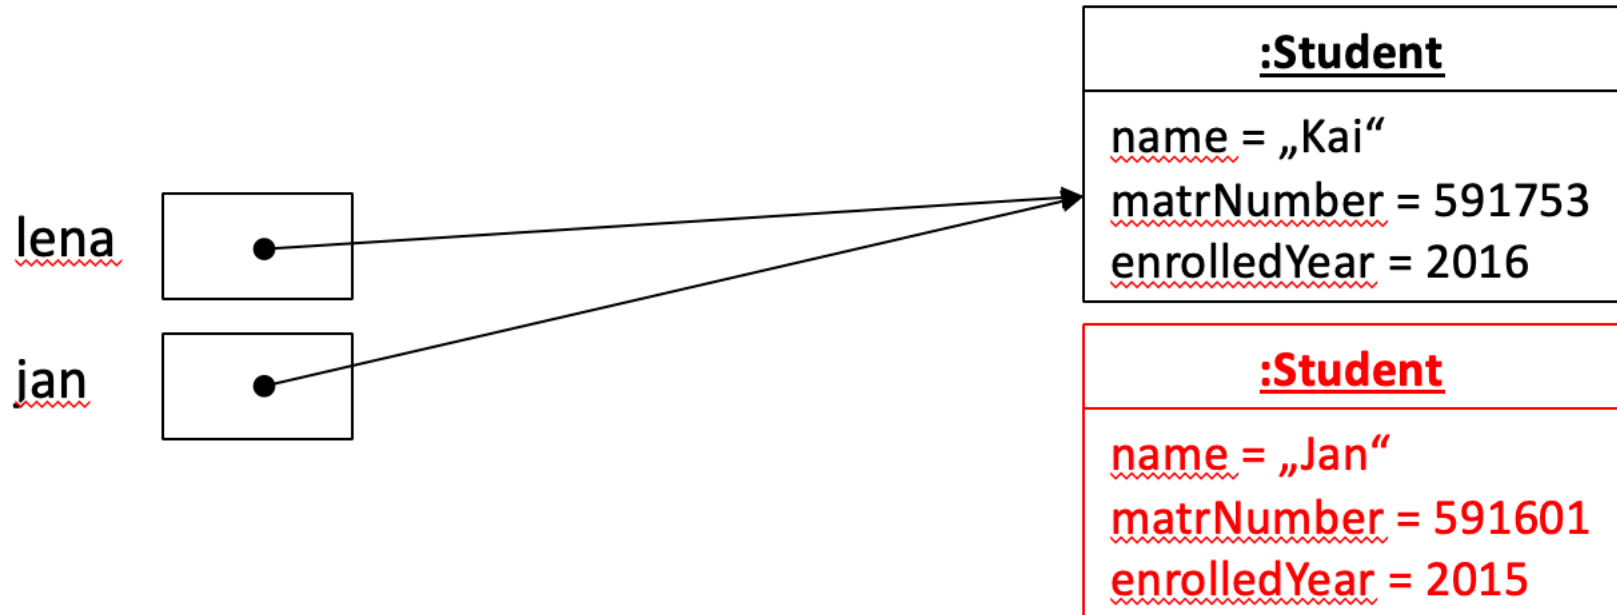 :Student
name = „Kai“
matrNumber = 591753
enrolledYear = 2016
lena
jan
:Student
name = „Jan“
matrNumber = 591601
enrolledYear = 2015